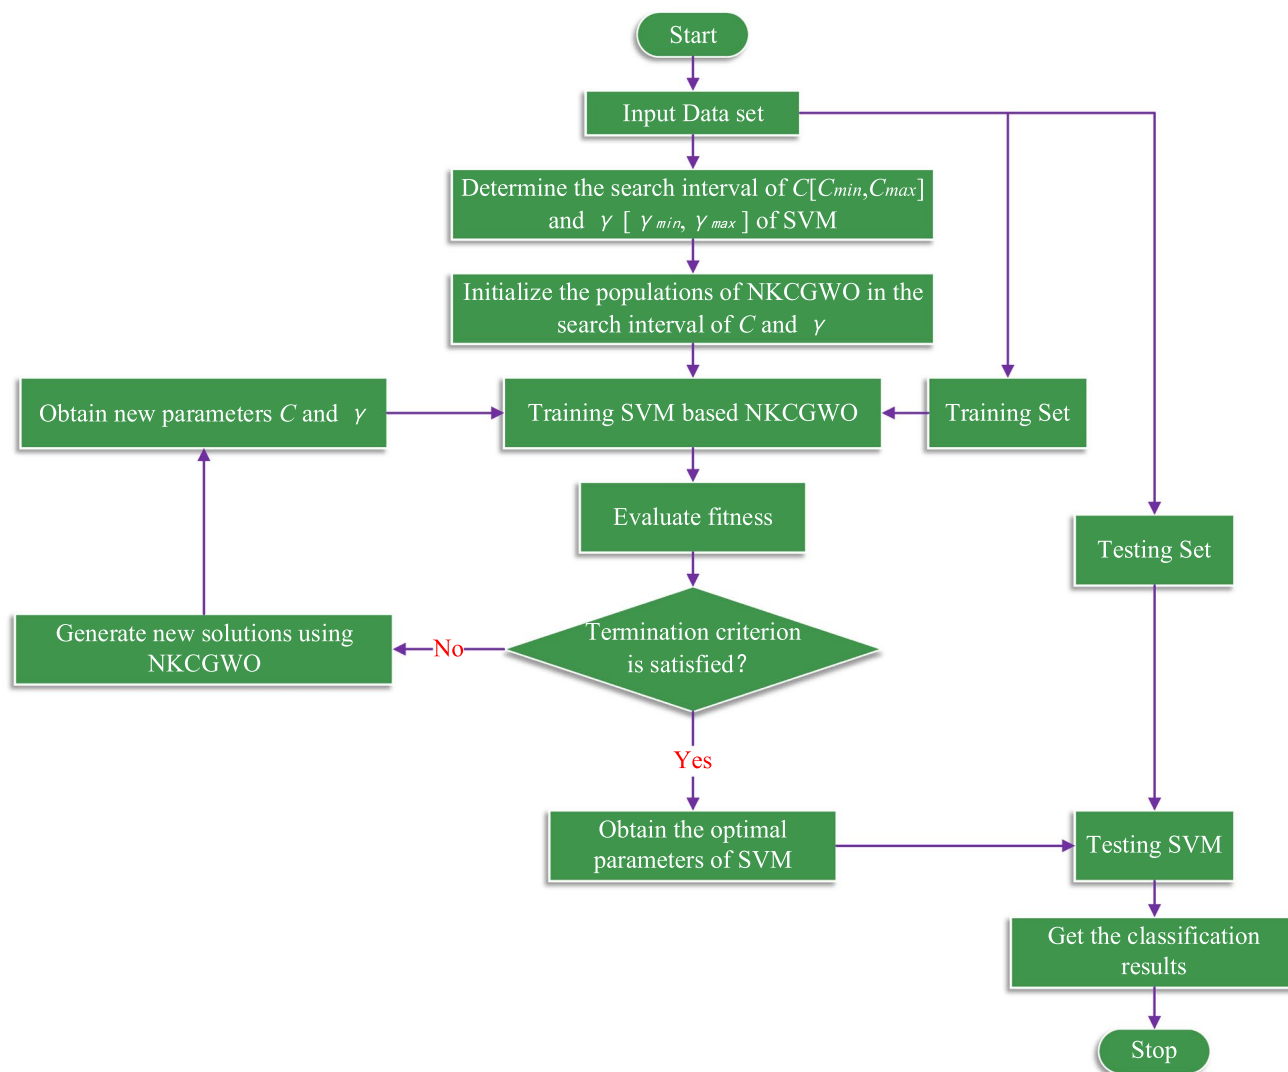 Start
Input Data set
Determine the search interval of C[Cmin,Cmax]
and γ [ γmin, γmax ] of SVM
Initialize the populations of NKCGWO in the
search interval of C and γ
Obtain new parameters C and γ
Training SVM based NKCGWO
Training Set
Evaluate fitness
Testing Set
Generate new solutions using
NKCGWO
No
Termination criterion
is satisfied?
Yes
Obtain the optimal
parameters of SVM
Testing SVM
Get the classification
results
Stop